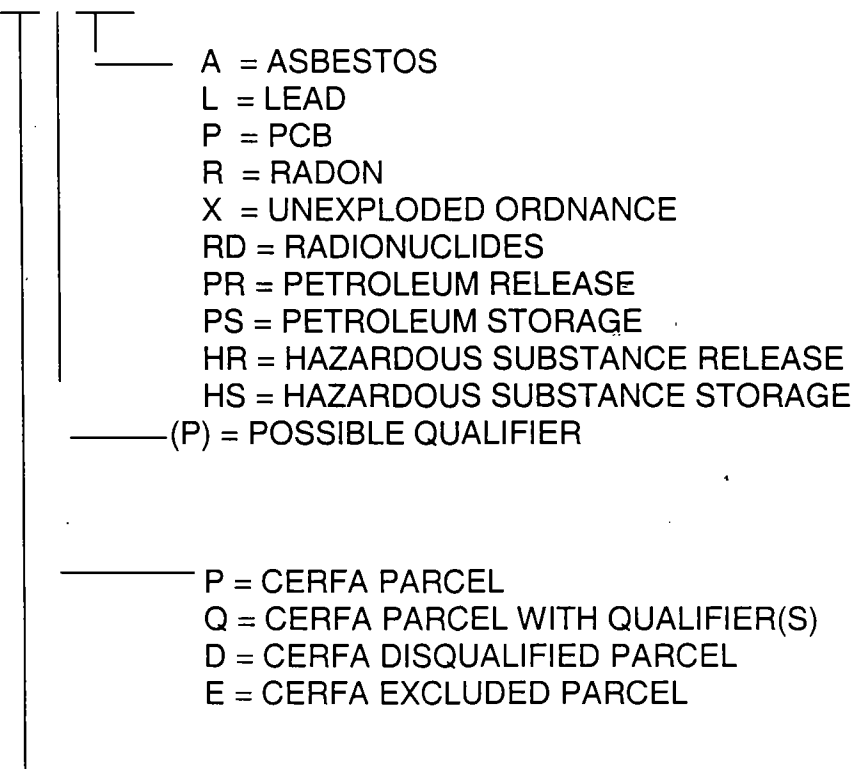 A = ASBESTOS
L = LEAD
P = PCB
R = RADON
X = UNEXPLODED ORDNANCE
RD = RADIONUCLIDES
PR = PETROLEUM RELEASE
PS = PETROLEUM STORAGE
HR = HAZARDOUS SUBSTANCE RELEASE
HS = HAZARDOUS SUBSTANCE STORAGE
(P) = POSSIBLE QUALIFIER
P = CERFA PARCEL
Q = CERFA PARCEL WITH QUALIFIER(S)
D = CERFA DISQUALIFIED PARCEL
E = CERFA EXCLUDED PARCEL